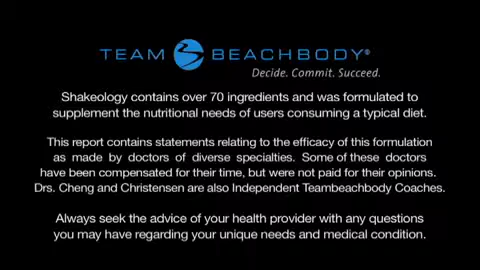 TEAM BEACHBODY®
Decide. Commit. Succeed.
Shakeology contains over 70 ingredients and was formulated to
supplement the nutritional needs of users consuming a typical diet.
This report contains statements relating to the efficacy of this formulation
as made by doctors of diverse specialties. Some of these doctors
have been compensated for their time, but were not paid for their opinions.
Drs. Cheng and Christensen are also Independent Teambeachbody Coaches.
Always seek the advice of your health provider with any questions
you may have regarding your unique needs and medical condition.